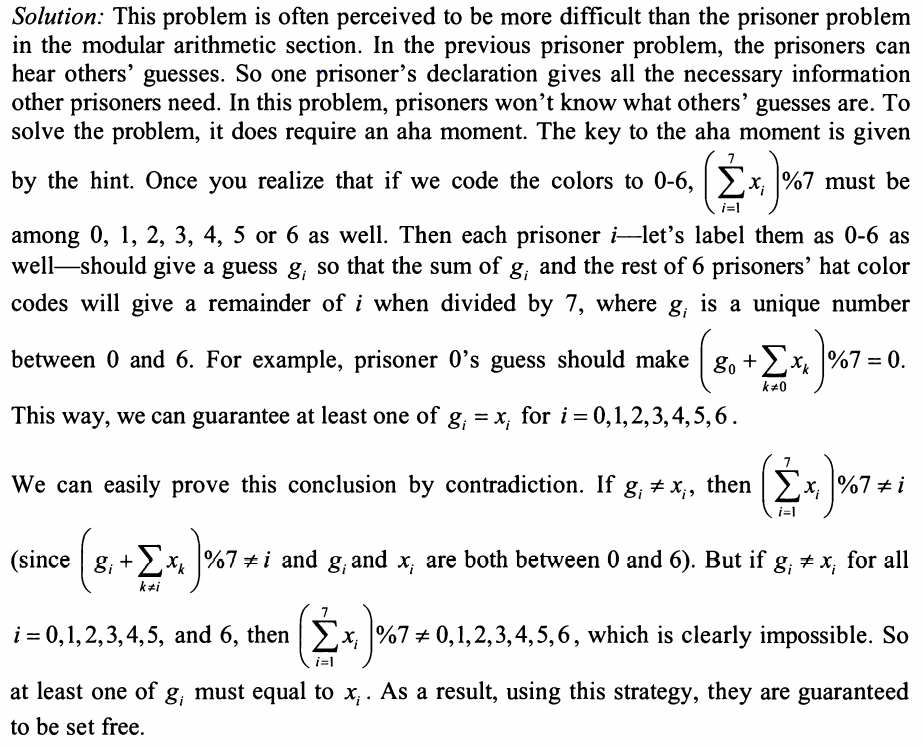 Solution: This problem is often perceived to be more difficult than the prisoner problem
in the modular arithmetic section. In the previous prisoner problem, the prisoners can
hear others’ guesses. So one prisoner’s declaration gives all the necessary information
other prisoners need. In this problem, prisoners won’t know what others’ guesses are. To
solve the problem, it does require an aha moment. The key to the aha moment is given
by the hint. Once you realize that if we code the colors to 0-6, $\left(\sum_{i=1}^{7} x_i\right)\%7$ must be
among 0, 1, 2, 3, 4, 5 or 6 as well. Then each prisoner i—let’s label them as 0-6 as
well—should give a guess $g_i$ so that the sum of $g_i$ and the rest of 6 prisoners’ hat color
codes will give a remainder of i when divided by 7, where $g_i$ is a unique number
between 0 and 6. For example, prisoner 0’s guess should make $\left(g_0 + \sum_{k \neq 0} x_k\right)\%7 = 0$.
This way, we can guarantee at least one of $g_i = x_i$ for $i = 0,1,2,3,4,5,6$.
We can easily prove this conclusion by contradiction. If $g_i \neq x_i$, then $\left(\sum_{i=1}^{7} x_i\right)\%7 \neq i$
(since $\left(g_i + \sum_{k \neq i} x_k\right)\%7 \neq i$ and $g_i$ and $x_i$ are both between 0 and 6). But if $g_i \neq x_i$ for all
$i = 0,1,2,3,4,5$, and 6, then $\left(\sum_{i=1}^{7} x_i\right)\%7 \neq 0,1,2,3,4,5,6$, which is clearly impossible. So
at least one of $g_i$ must equal to $x_i$. As a result, using this strategy, they are guaranteed
to be set free.